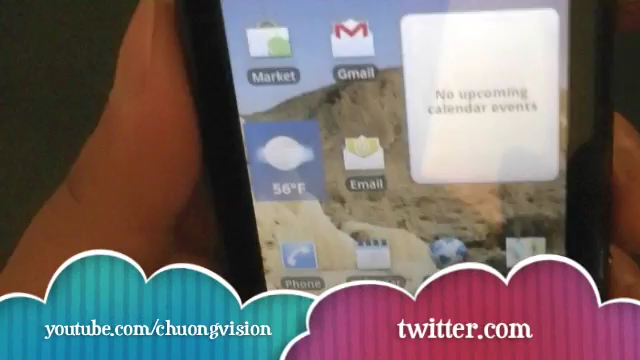 Market
Gmail
No upcoming
calendar events
56°F
Email
Phone
youtube.com/chuongvision
twitter.com